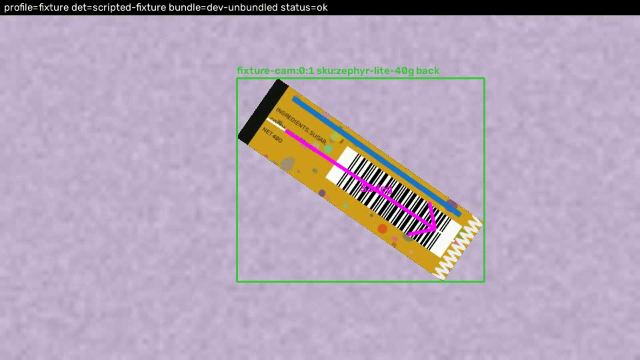 profile=fixture det=scripted-fixture bundle=dev-unbundled status=ok
fixture-cam:0:1 sku:zephyr-lite-40g back
INGREDIENTS: SUGAR,
NET 40G